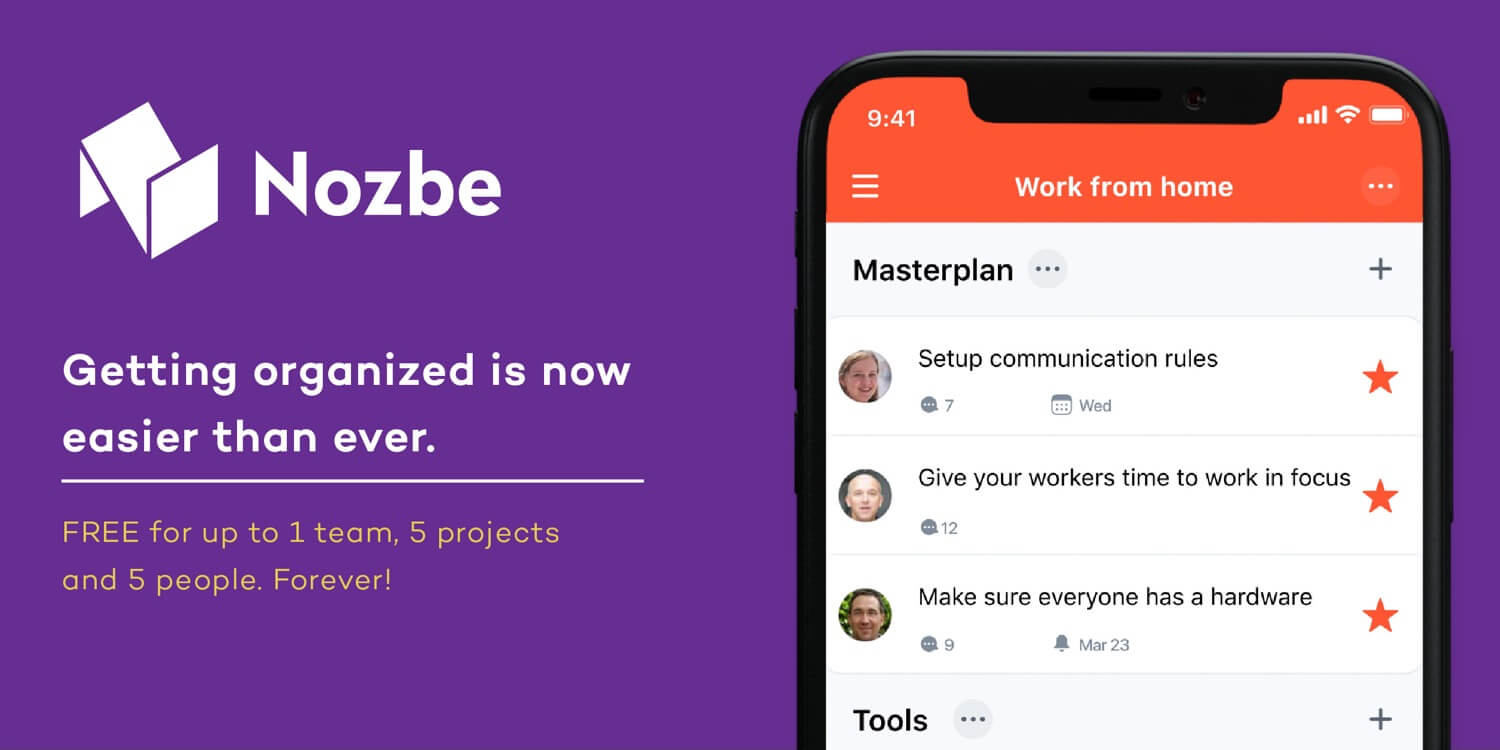 Nozbe
Getting organized is now
easier than ever.
FREE for up to 1 team, 5 projects
and 5 people. Forever!
9:41
Work from home
Masterplan
Setup communication rules
7 Wed
Give your workers time to work in focus
12
Make sure everyone has a hardware
9 Mar 23
Tools